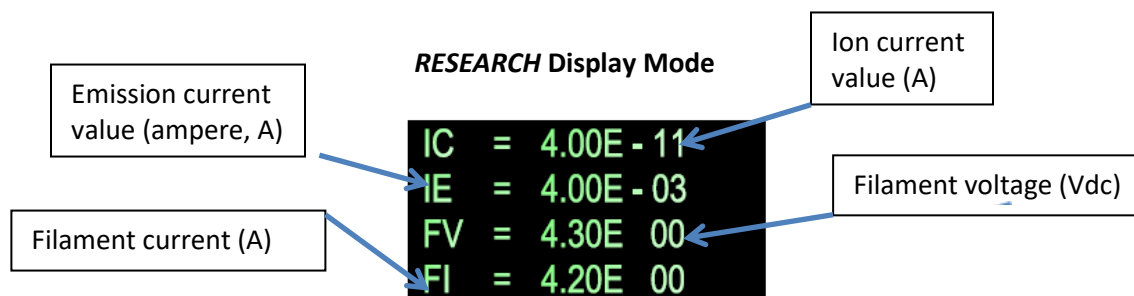 RESEARCH Display Mode
Ion current
value (A)
Emission current
value (ampere, A)
IC = 4.00E - 11
IE = 4.00E - 03
FV = 4.30E 00
FI = 4.20E 00
Filament voltage (Vdc)
Filament current (A)